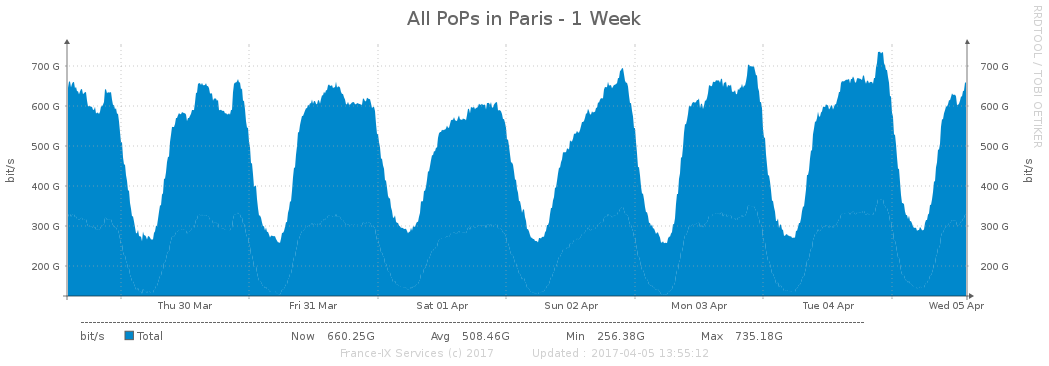 All PoPs in Paris - 1 Week
RRDTOOL / TOBI OETIKER
bit/s
700 G
600 G
500 G
400 G
300 G
200 G
700 G
600 G
500 G
400 G
300 G
200 G
bit/s
Thu 30 Mar Fri 31 Mar Sat 01 Apr Sun 02 Apr Mon 03 Apr Tue 04 Apr Wed 05 Apr
bit/s Total Now 660.25G Avg 508.46G Min 256.38G Max 735.18G
France-IX Services (c) 2017 Updated : 2017-04-05 13:55:12